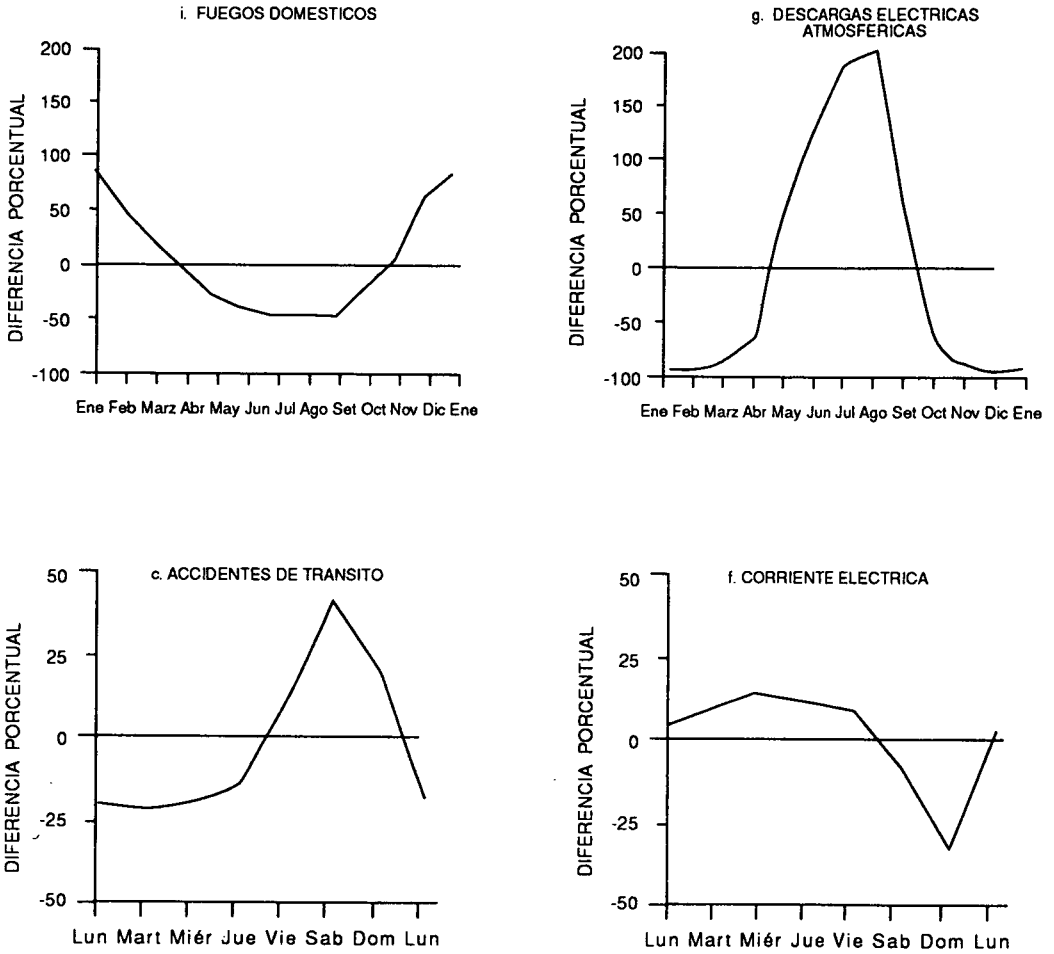 i. FUEGOS DOMESTICOS
DIFERENCIA PORCENTUAL
200
150
100
50
0
-50
-100
Ene Feb Marz Abr May Jun Jul Ago Set Oct Nov Dic Ene
g. DESCARGAS ELECTRICAS
ATMOSFERICAS
DIFERENCIA PORCENTUAL
200
150
100
50
0
-50
-100
Ene Feb Marz Abr May Jun Jul Ago Set Oct Nov Dic Ene
c. ACCIDENTES DE TRANSITO
DIFERENCIA PORCENTUAL
50
25
0
-25
-50
Lun Mart Miér Jue Vie Sab Dom Lun
f. CORRIENTE ELECTRICA
DIFERENCIA PORCENTUAL
50
25
0
-25
-50
Lun Mart Miér Jue Vie Sab Dom Lun